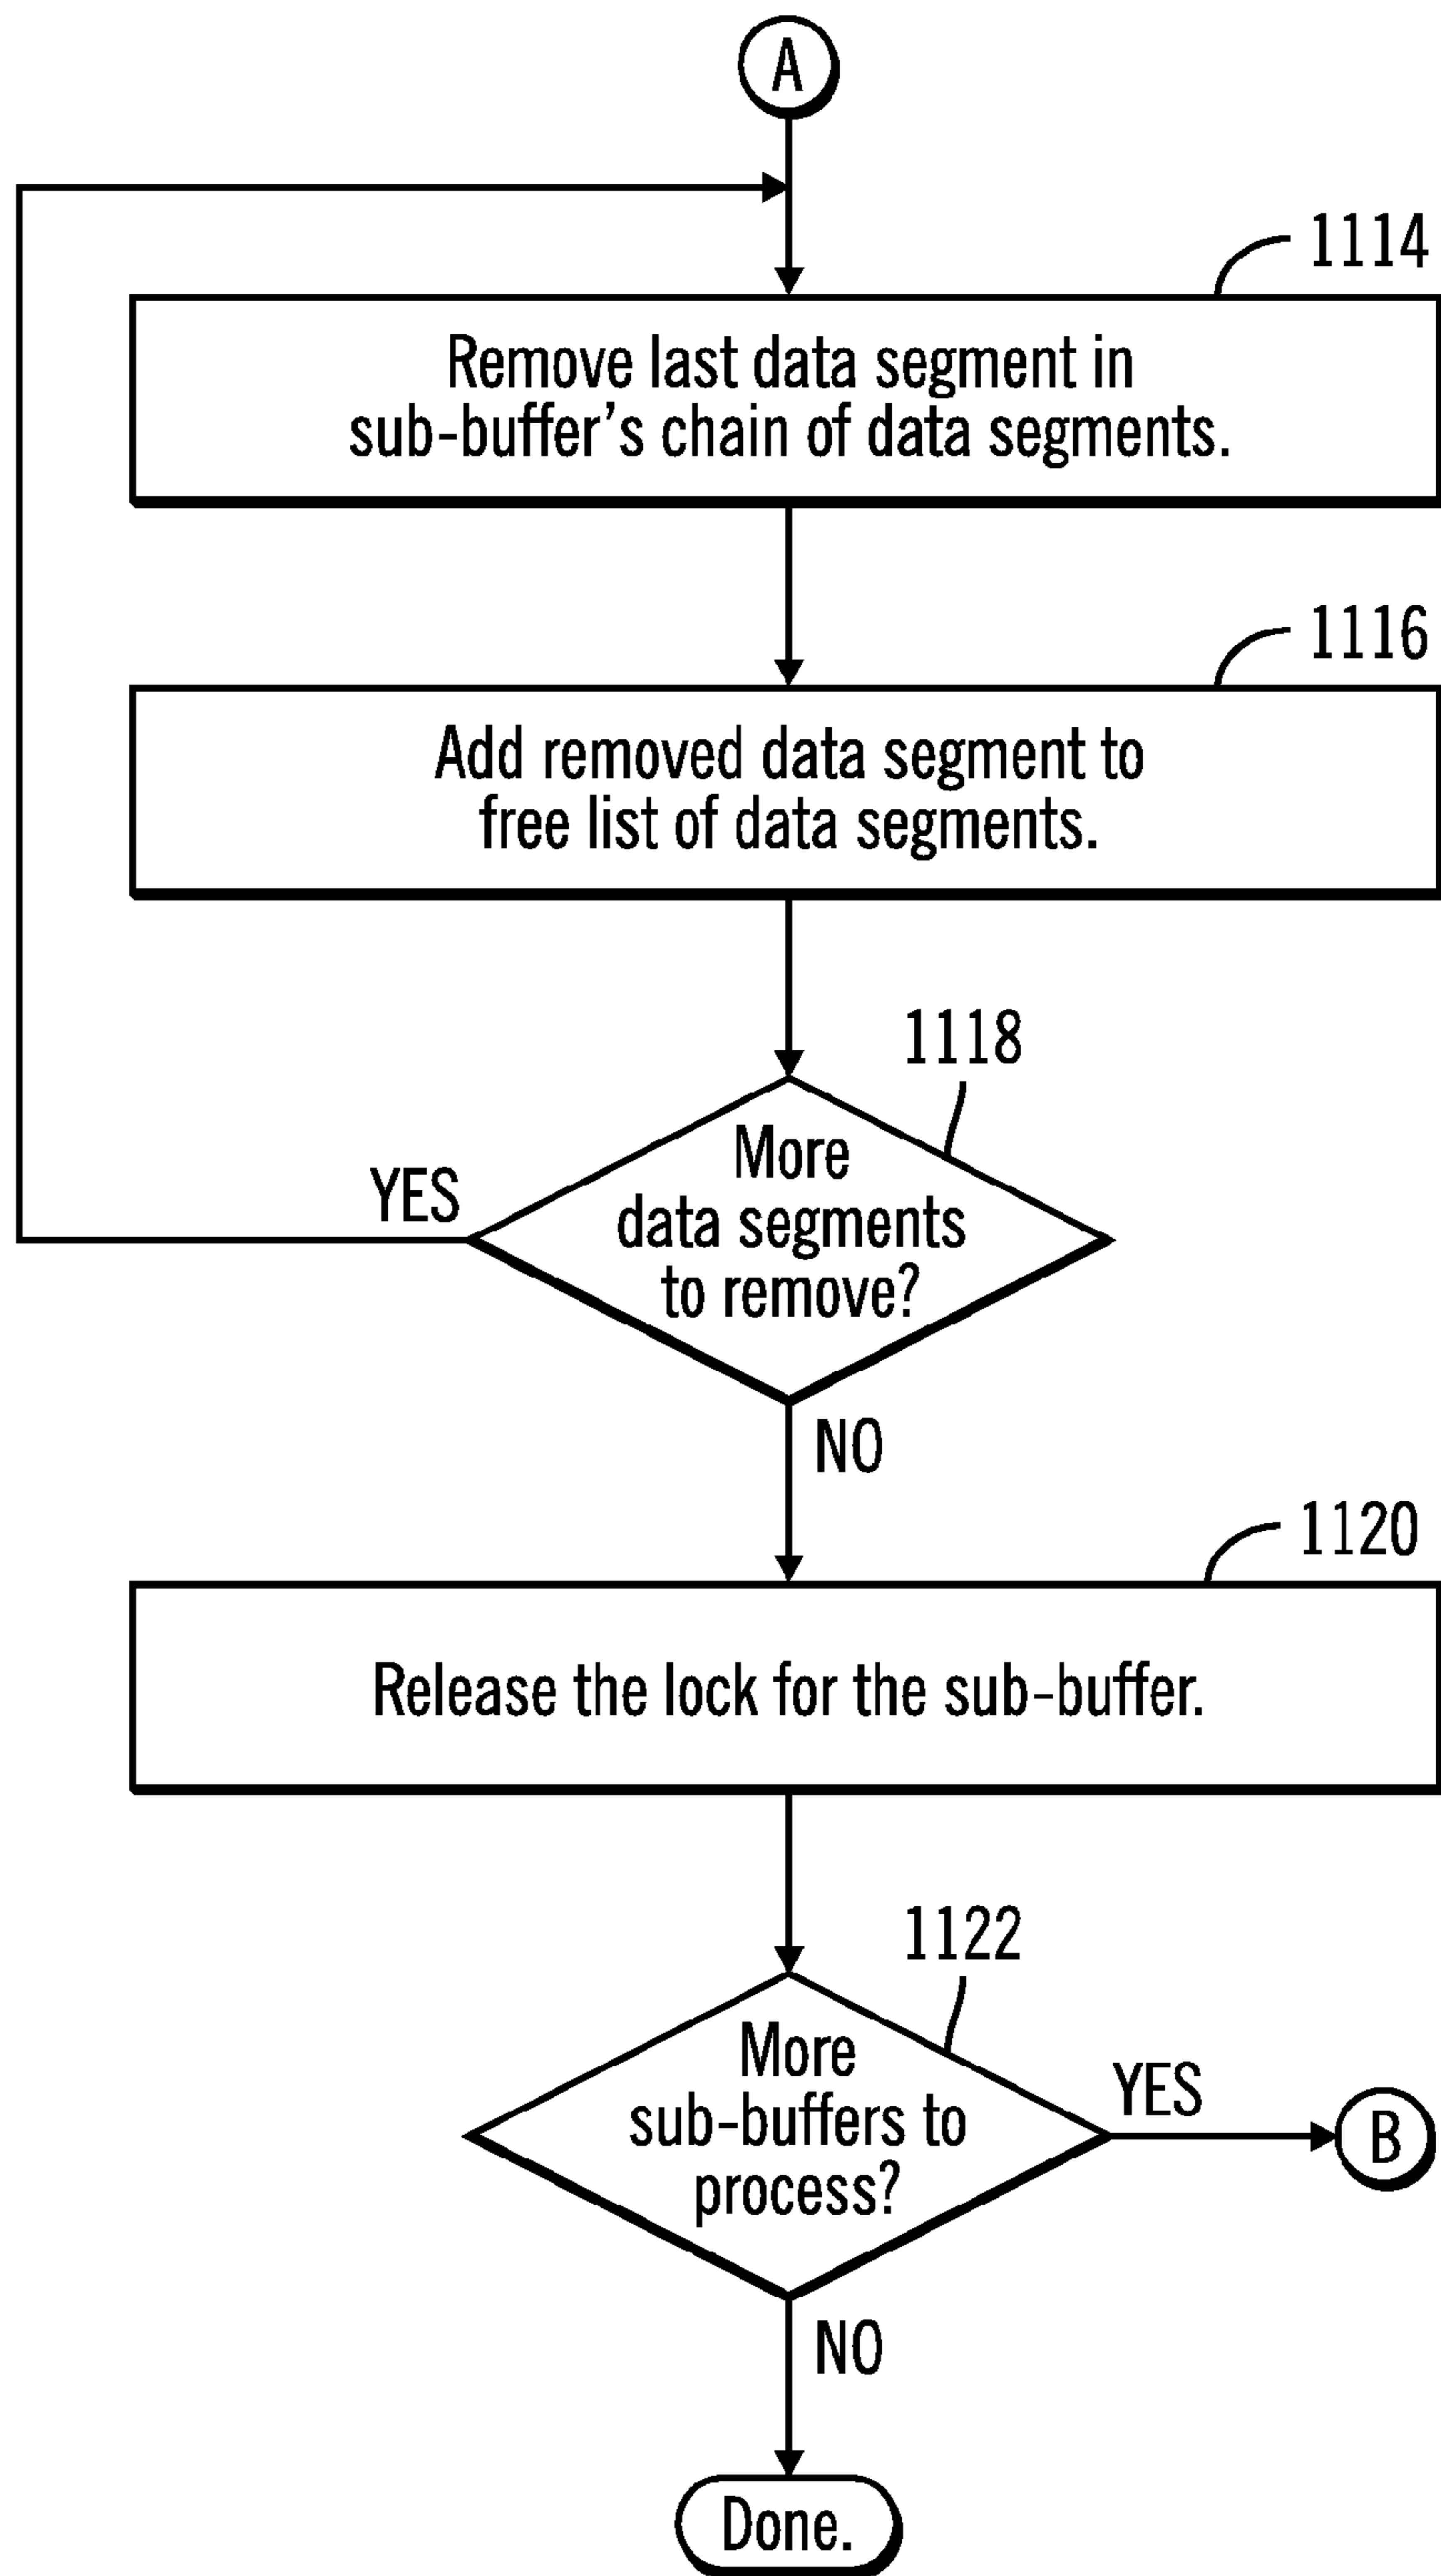 A
1114
Remove last data segment in
sub-buffer's chain of data segments.
1116
Add removed data segment to
free list of data segments.
1118
More
data segments
to remove?
YES
NO
1120
Release the lock for the sub-buffer.
1122
More
sub-buffers to
process?
YES
B
NO
Done.